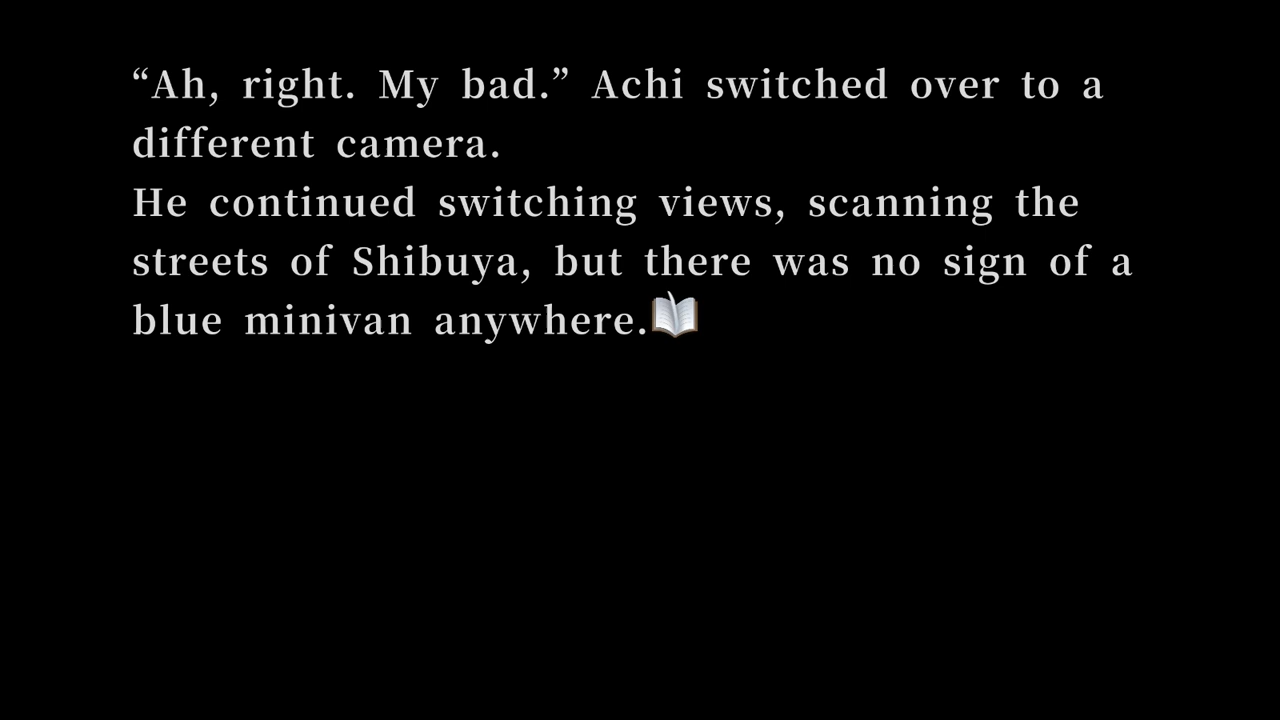 “Ah, right. My bad.” Achi switched over to a
different camera.
He continued switching views, scanning the
streets of Shibuya, but there was no sign of a
blue minivan anywhere.